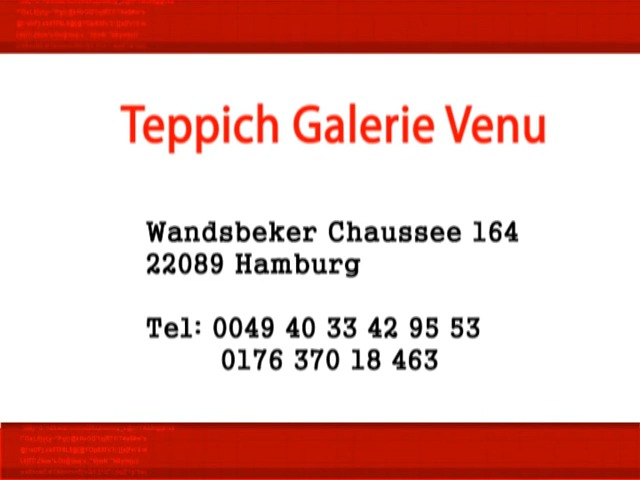 Teppich Galerie Venu
Wandsbeker Chaussee 164
22089 Hamburg
Tel: 0049 40 33 42 95 53
0176 370 18 463